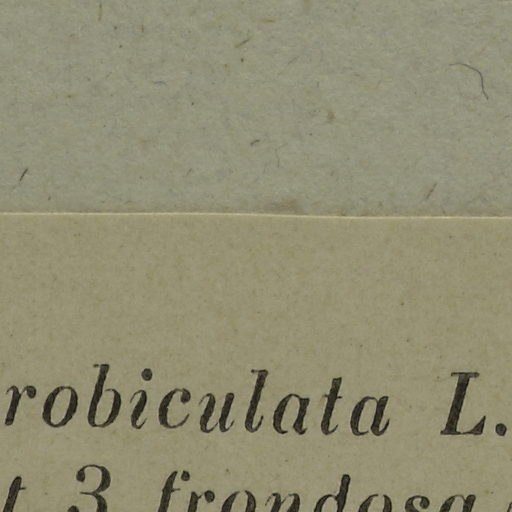 robiculata L.
t 3 frondosa